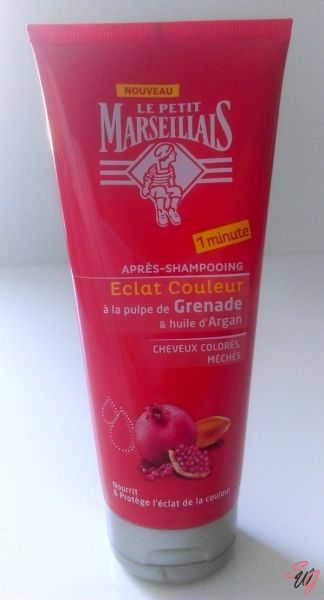 NOUVEAU
LE PETIT
MARSEILLAIS
1 minute
APRÈS-SHAMPOOING
Eclat Couleur
à la pulpe de Grenade
& huile d'Argan
CHEVEUX COLORÉS,
MÉCHÉS
Nourrit
& Protège l'éclat de la couleur